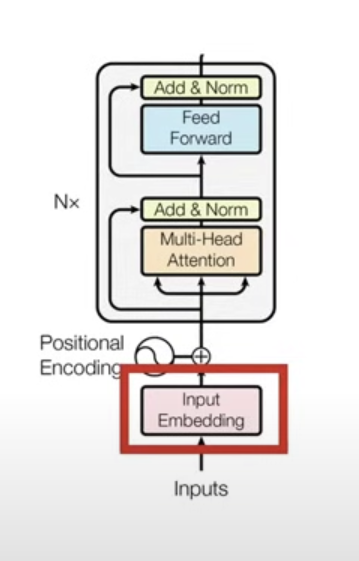 Add & Norm
Feed
Forward
Nx
Add & Norm
Multi-Head
Attention
Positional
Encoding
Input
Embedding
Inputs